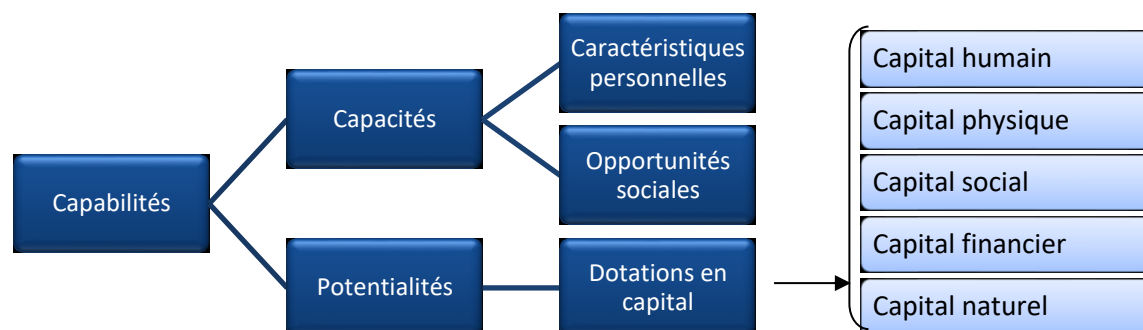 Capabilités
Capacités
Caractéristiques
personnelles
Opportunités
sociales
Potentialités
Dotations en
capital
Capital humain
Capital physique
Capital social
Capital financier
Capital naturel